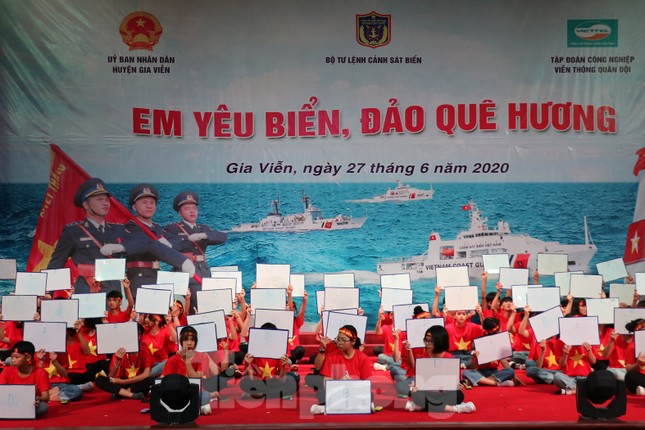 ỦY BAN NHÂN DÂN
HUYỆN GIA VIỄN
BỘ TƯ LỆNH CẢNH SÁT BIỂN
VIETTEL
TẬP ĐOÀN CÔNG NGHIỆP
VIỄN THÔNG QUÂN ĐỘI
EM YÊU BIỂN, ĐẢO QUÊ HƯƠNG
Gia Viễn, ngày 27 tháng 6 năm 2020
VIETNAM COAST GUARD
Tiền phong